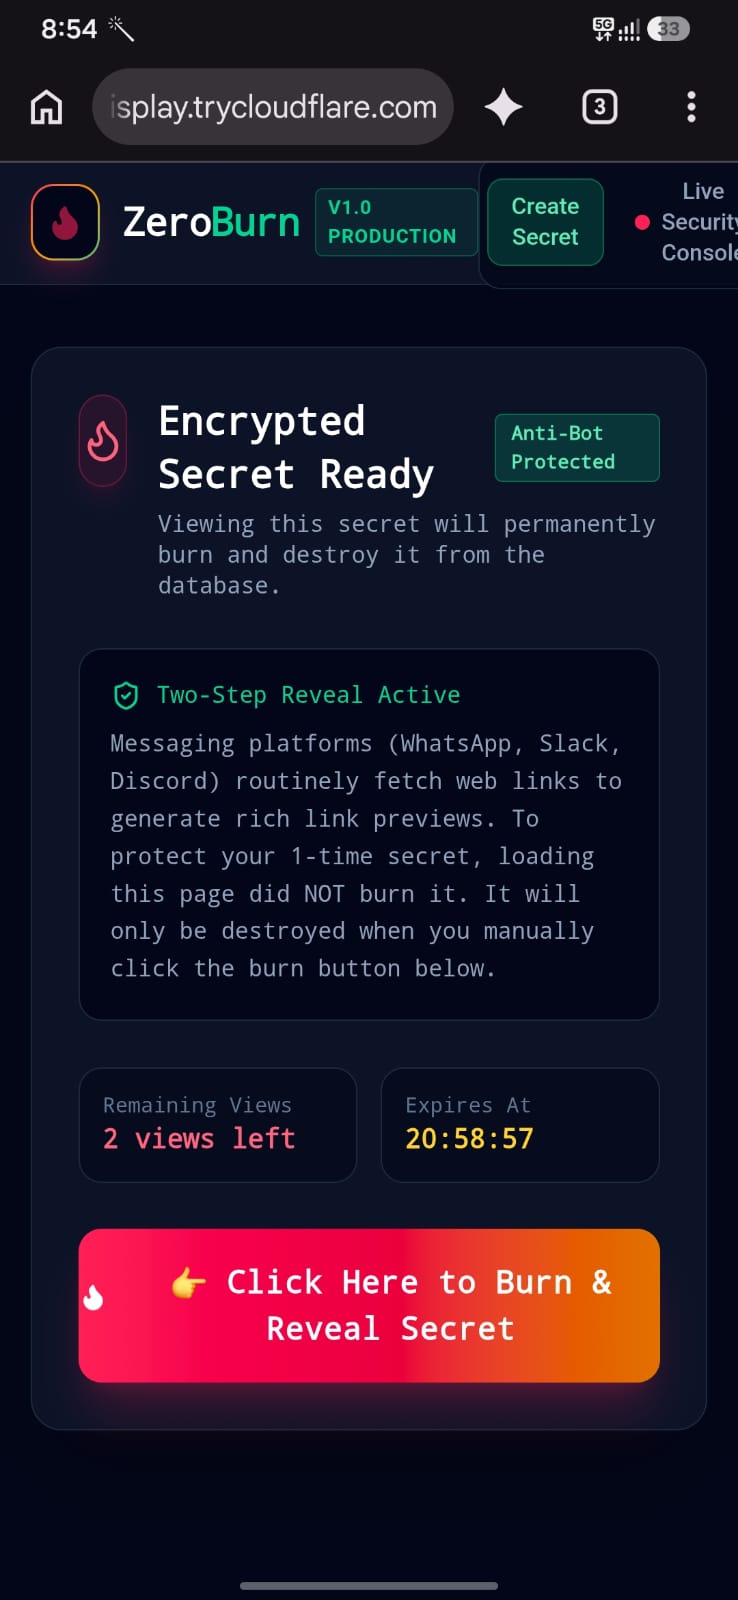 8:54
5G
33
isplay.trycloudflare.com
3
ZeroBurn
V1.0
PRODUCTION
Create
Secret
Live
Security
Console
Encrypted
Secret Ready
Anti-Bot
Protected
Viewing this secret will permanently
burn and destroy it from the
database.
Two-Step Reveal Active
Messaging platforms (WhatsApp, Slack,
Discord) routinely fetch web links to
generate rich link previews. To
protect your 1-time secret, loading
this page did NOT burn it. It will
only be destroyed when you manually
click the burn button below.
Remaining Views
2 views left
Expires At
20:58:57
👉 Click Here to Burn &
Reveal Secret